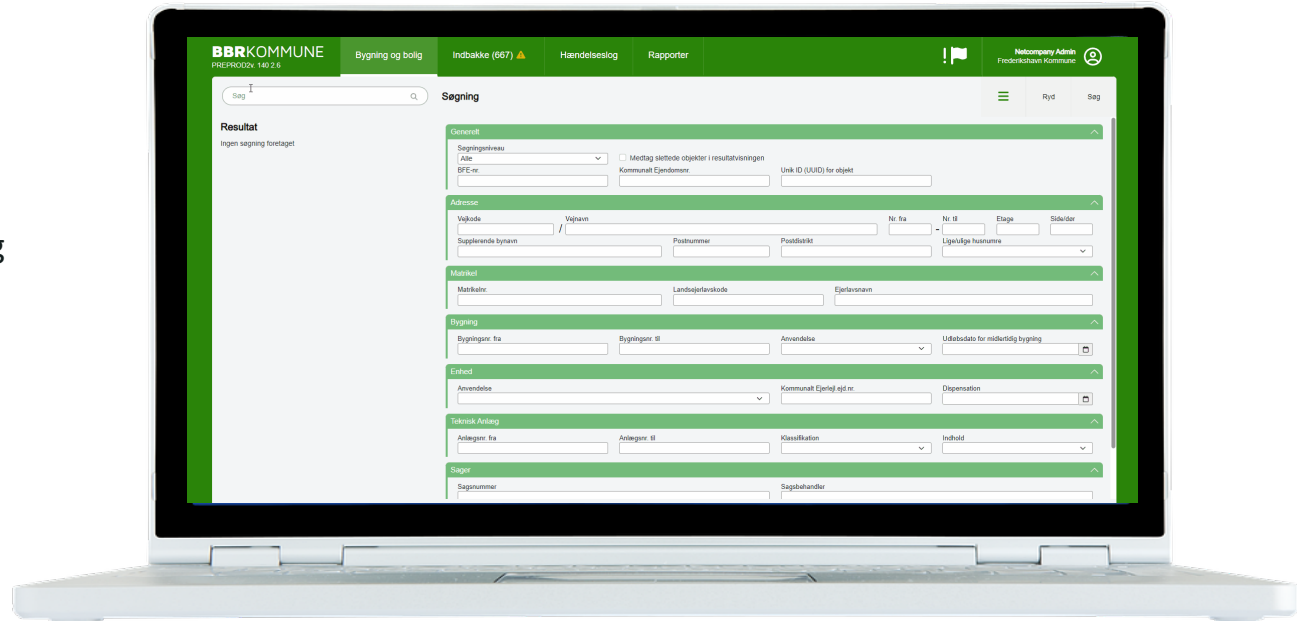 BBRKOMMUNE
PREPROD2v. 140 2.6
Bygning og bolig
Indbakke (667)
Hændelseslog
Rapporter
Netcompany Admin
Frederikshavn Kommune
Søg
Søgning
Ryd
Søg
Resultat
Ingen søgning foretaget
Generelt
Søgningsniveau
Alle
Medtag slettede objekter i resultatvisningen
BFE-nr.
Kommunalt Ejendomsnr.
Unik ID (UUID) for objekt
Adresse
Vejkode
Vejnavn
Nr. fra
Nr. til
Etage
Side/dør
/
-
Supplerende bynavn
Postnummer
Postdistrikt
Lige/ulige husnumre
Matrikel
Matrikelnr.
Landsejerlavskode
Ejerlavsnavn
Bygning
Bygningsnr. fra
Bygningsnr. til
Anvendelse
Udløbsdato for midlertidig bygning
Enhed
Anvendelse
Kommunalt Ejerlejl.ejd.nr.
Dispensation
Teknisk Anlæg
Anlægsnr. fra
Anlægsnr. til
Klassifikation
Indhold
Sager
Sagsnummer
Sagsbehandler
g